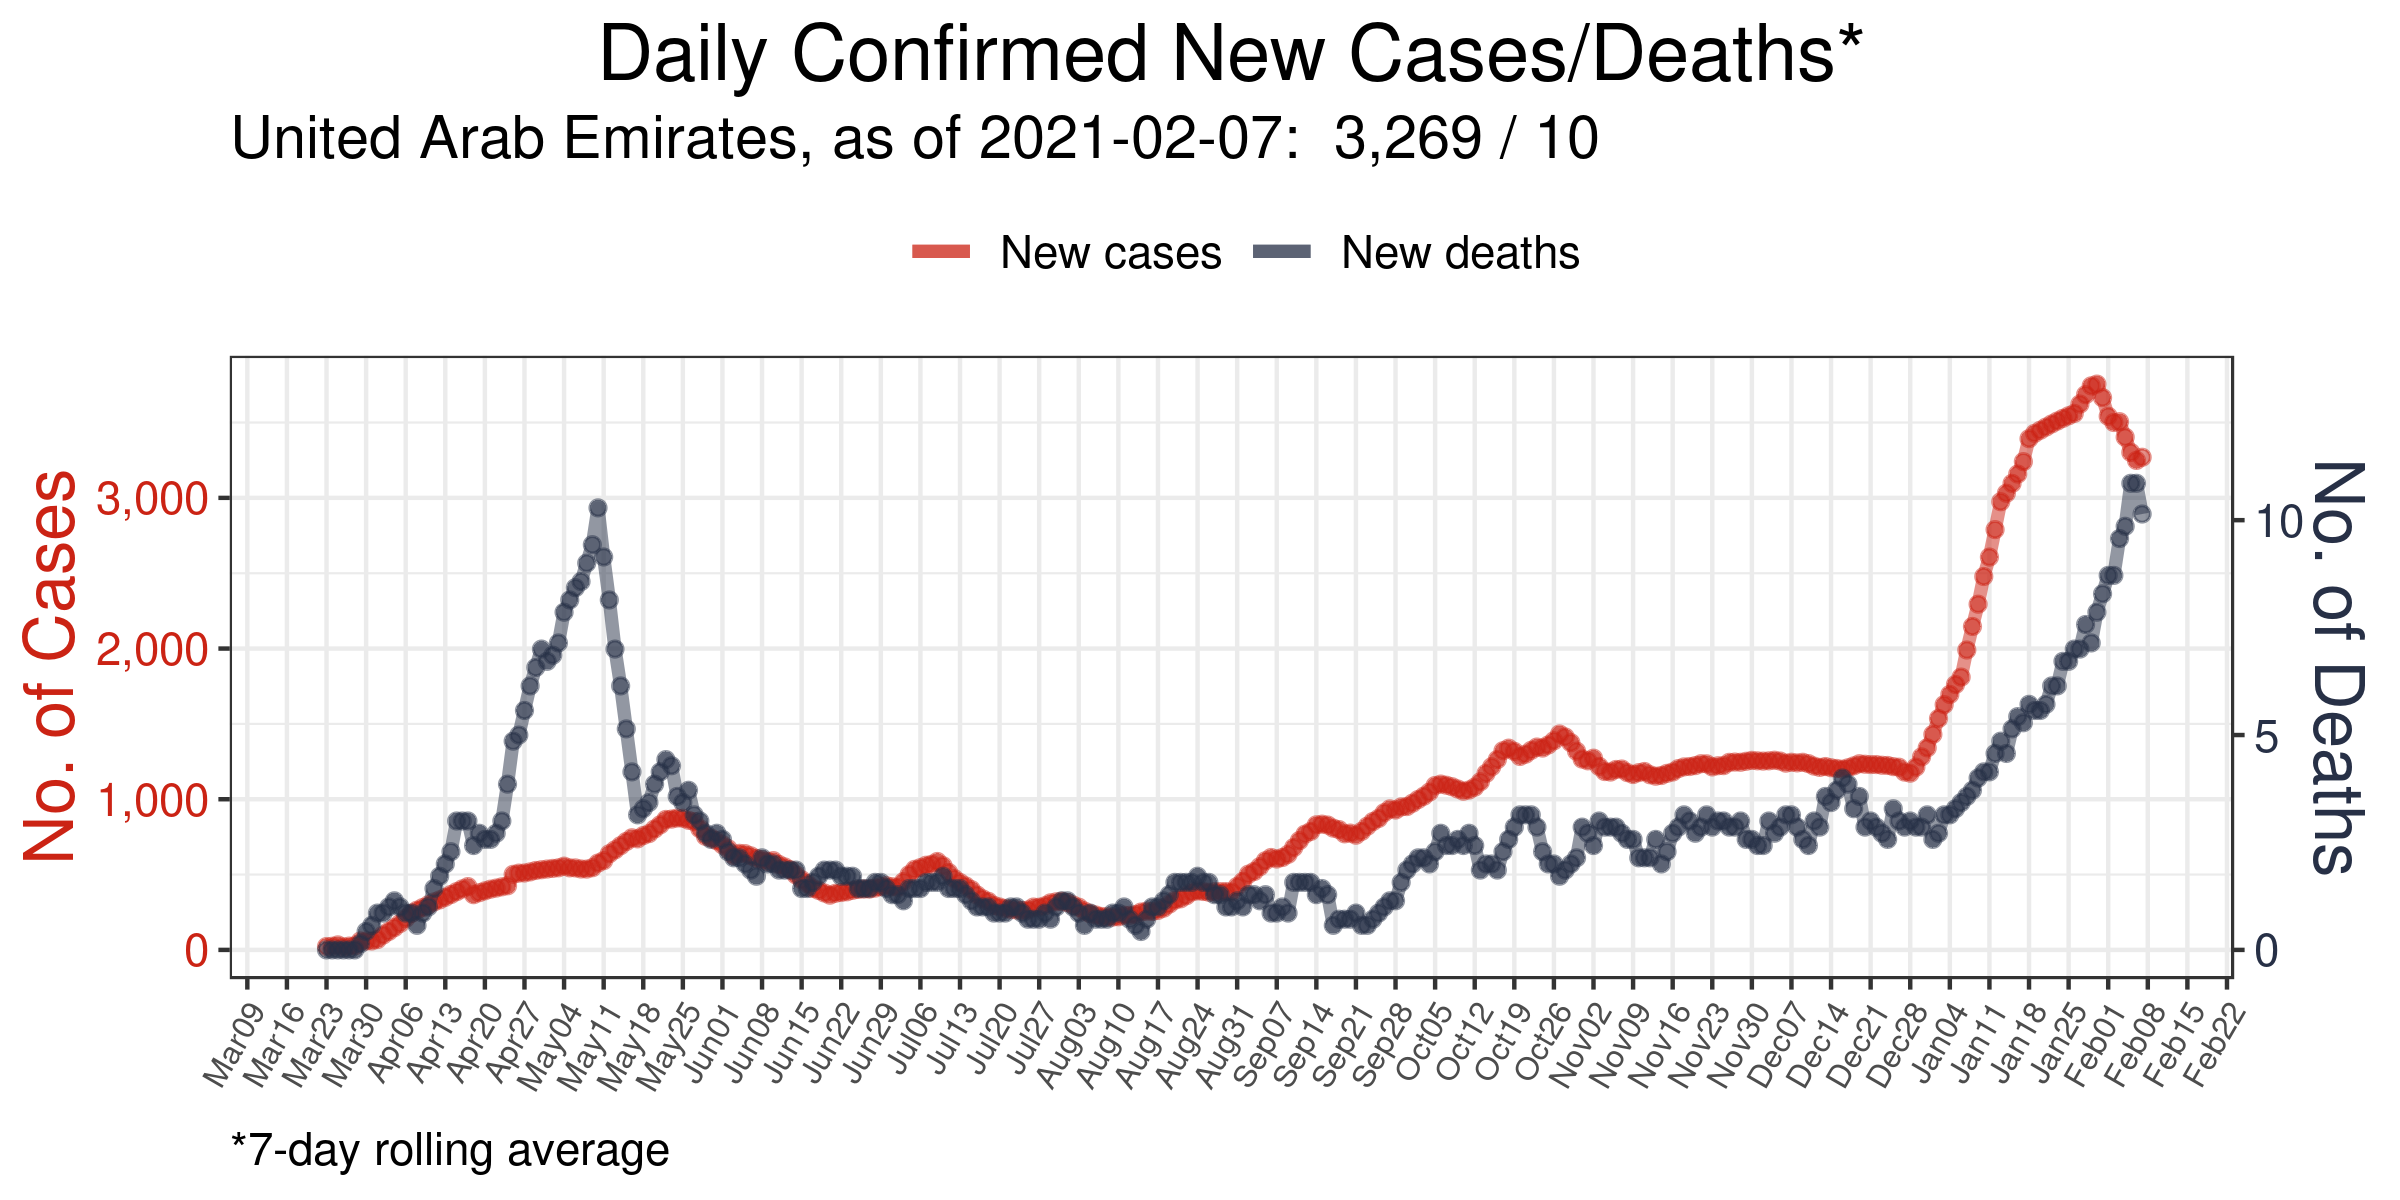 Daily Confirmed New Cases/Deaths*
United Arab Emirates, as of 2021-02-07:  3,269 / 10
New cases
New deaths
No. of Cases
3,000
2,000
1,000
0
10
5
0
No. of Deaths
Mar09
Mar16
Mar23
Mar30
Apr06
Apr13
Apr20
Apr27
May04
May11
May18
May25
Jun01
Jun08
Jun15
Jun22
Jun29
Jul06
Jul13
Jul20
Jul27
Aug03
Aug10
Aug17
Aug24
Aug31
Sep07
Sep14
Sep21
Sep28
Oct05
Oct12
Oct19
Oct26
Nov02
Nov09
Nov16
Nov23
Nov30
Dec07
Dec14
Dec21
Dec28
Jan04
Jan11
Jan18
Jan25
Feb01
Feb08
Feb15
Feb22
*7-day rolling average